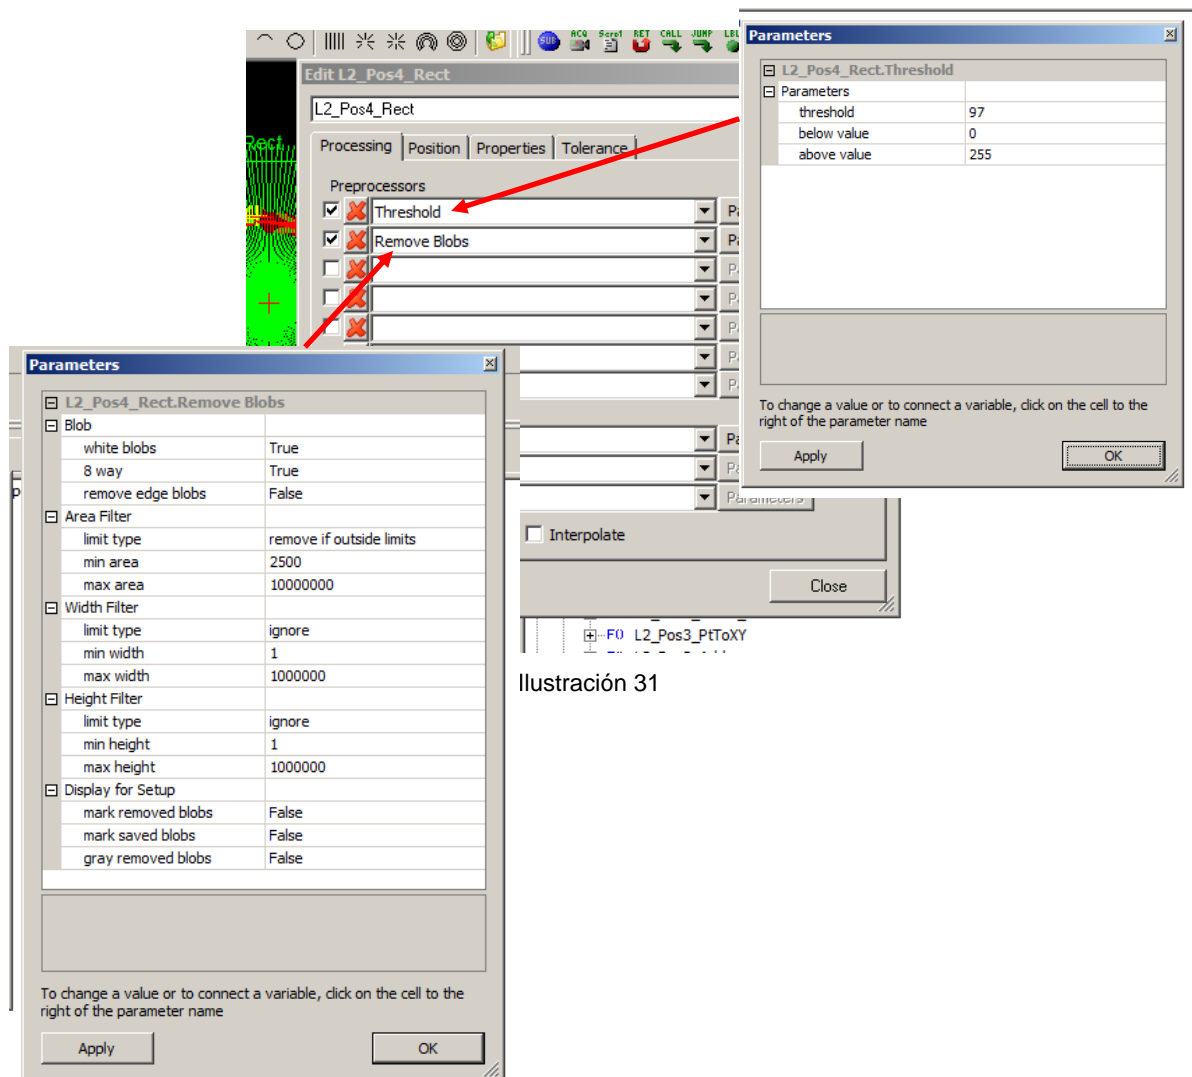 ACQ Scrot RET CALL JUMP LBL
SUB
Edit L2_Pos4_Rect
L2_Pos4_Rect
Rect
Processing Position Properties Tolerance
Preprocessors
Threshold
Remove Blobs
Parameters
Interpolate
Close
F() L2_Pos3_PtToXY
Parameters
L2_Pos4_Rect.Threshold
Parameters
threshold 97
below value 0
above value 255
To change a value or to connect a variable, click on the cell to the
right of the parameter name
Apply OK
Parameters
L2_Pos4_Rect.Remove Blobs
Blob
white blobs True
8 way True
remove edge blobs False
Area Filter
limit type remove if outside limits
min area 2500
max area 10000000
Width Filter
limit type ignore
min width 1
max width 1000000
Height Filter
limit type ignore
min height 1
max height 1000000
Display for Setup
mark removed blobs False
mark saved blobs False
gray removed blobs False
To change a value or to connect a variable, click on the cell to the
right of the parameter name
Apply OK
Ilustración 31